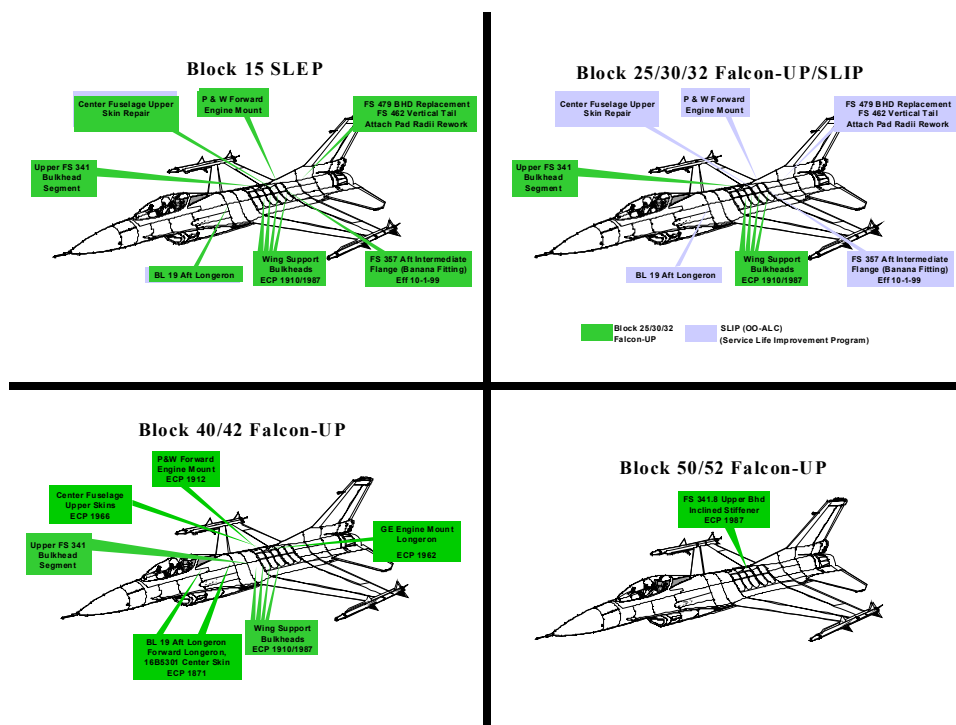 Block 15 SLEP
Center Fuselage Upper
Skin Repair
P & W Forward
Engine Mount
FS 479 BHD Replacement
FS 462 Vertical Tail
Attach Pad Radii Rework
Upper FS 341
Bulkhead
Segment
BL 19 Aft Longeron
Wing Support
Bulkheads
ECP 1910/1987
FS 357 Aft Intermediate
Flange (Banana Fitting)
Eff 10-1-99
Block 25/30/32 Falcon-UP/SLIP
Center Fuselage Upper
Skin Repair
P & W Forward
Engine Mount
FS 479 BHD Replacement
FS 462 Vertical Tail
Attach Pad Radii Rework
Upper FS 341
Bulkhead
Segment
BL 19 Aft Longeron
Wing Support
Bulkheads
ECP 1910/1987
FS 357 Aft Intermediate
Flange (Banana Fitting)
Eff 10-1-99
Block 25/30/32
Falcon-UP
SLIP (OO-ALC)
(Service Life Improvement Program)
Block 40/42 Falcon-UP
P&W Forward
Engine Mount
ECP 1912
Center Fuselage
Upper Skins
ECP 1966
GE Engine Mount
Longeron
ECP 1962
Upper FS 341
Bulkhead
Segment
BL 19 Aft Longeron
Forward Longeron,
16B5301 Center Skin
ECP 1871
Wing Support
Bulkheads
ECP 1910/1987
Block 50/52 Falcon-UP
FS 341.8 Upper Bhd
Inclined Stiffener
ECP 1987